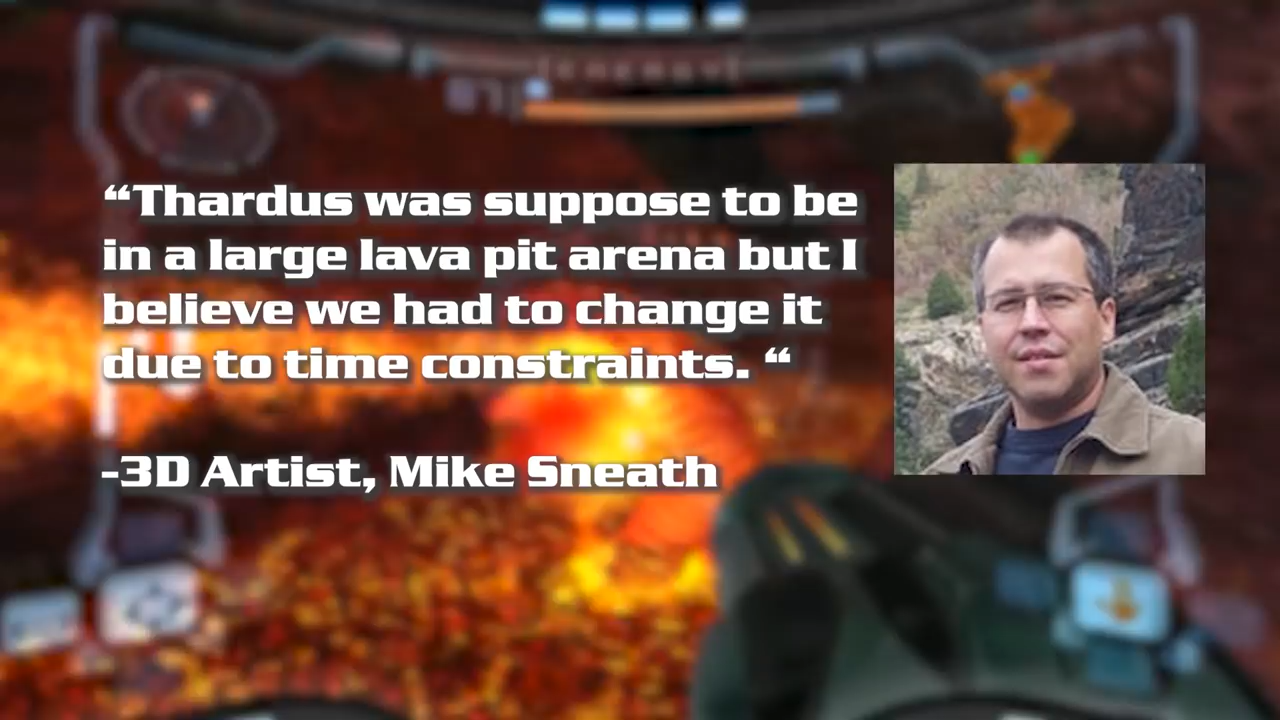 ENERGY
“Thardus was suppose to be
in a large lava pit arena but I
believe we had to change it
due to time constraints. “
-3D Artist, Mike Sneath